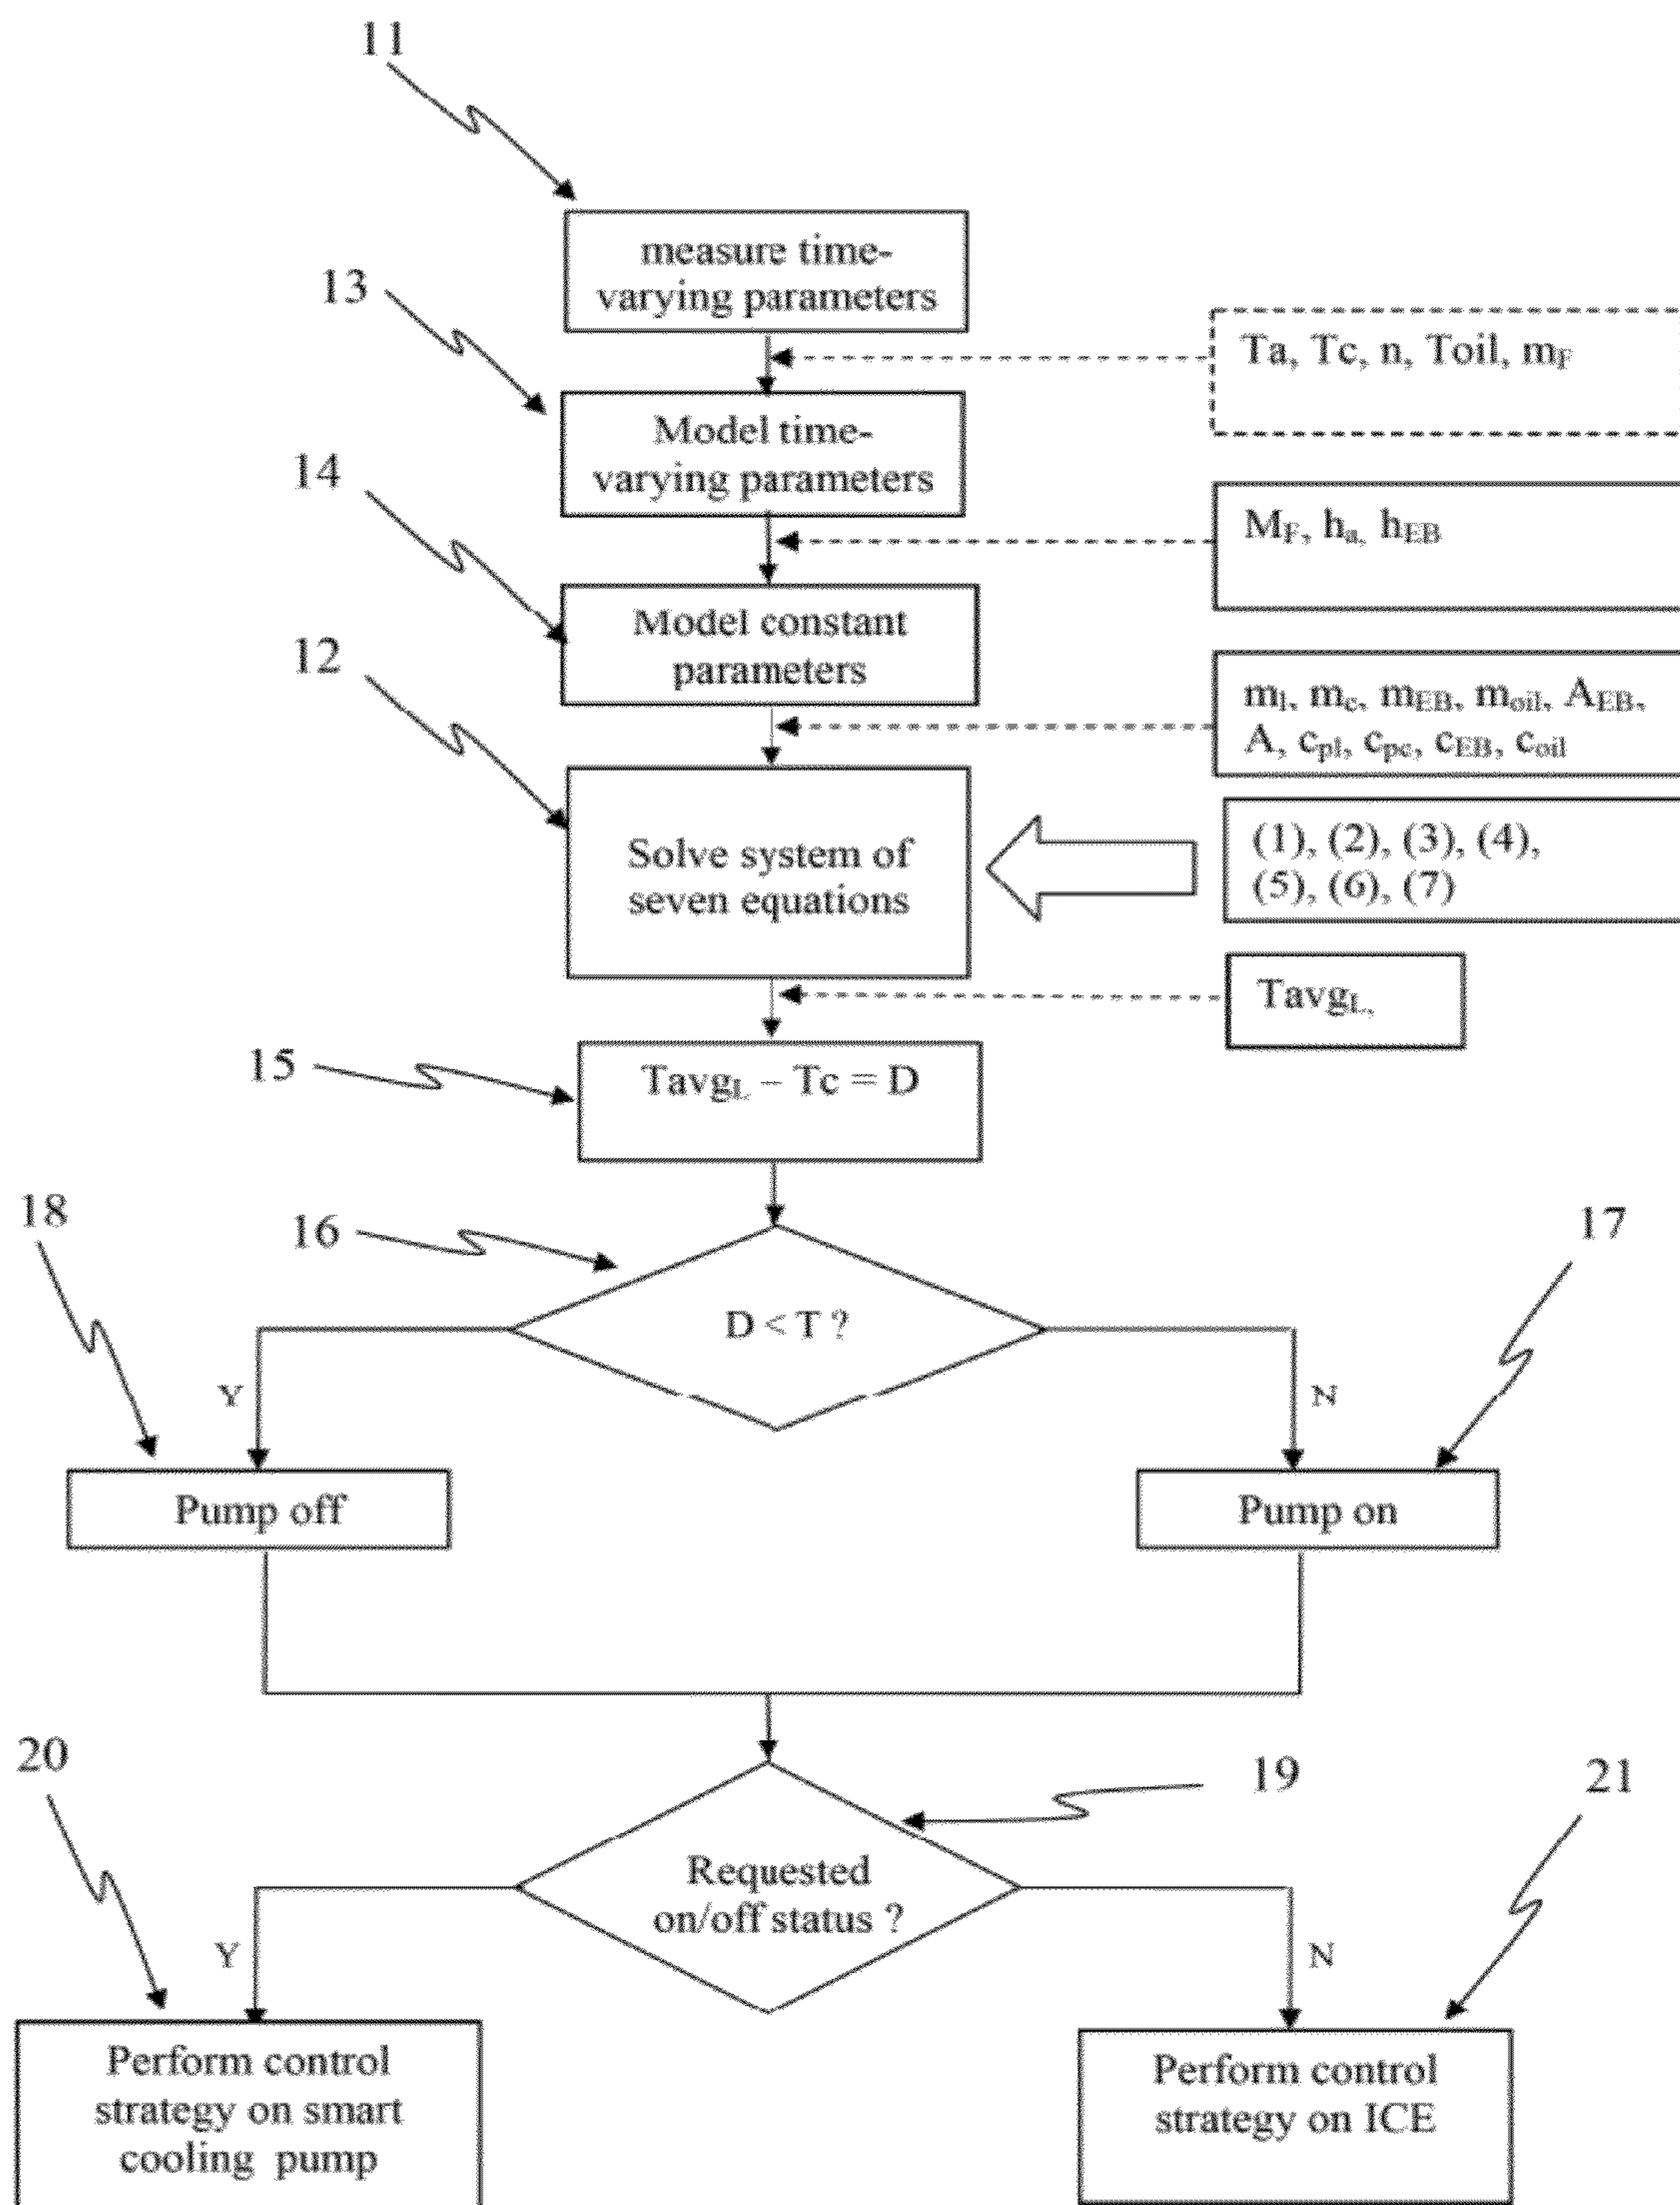 11
measure time-
varying parameters
13
Ta, Tc, n, Toil, mF
Model time-
varying parameters
14
MF, ha, hEB
Model constant
parameters
12
ml, mc, mEB, moil, AEB,
A, cpl, cpc, cEB, coil
Solve system of
seven equations
(1), (2), (3), (4),
(5), (6), (7)
TavgL,
15
TavgL – Tc = D
18
16
17
D < T ?
Y
N
Pump off
Pump on
20
19
21
Requested
on/off status ?
Y
N
Perform control
strategy on smart
cooling pump
Perform control
strategy on ICE